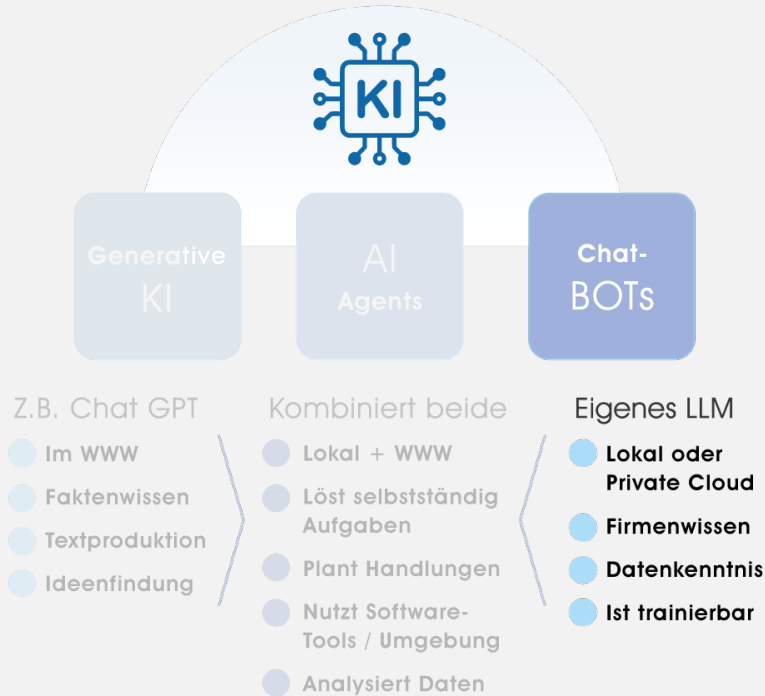 KI
Generative
KI
AI
Agents
Chat-
BOTs
Z.B. Chat GPT
Im WWW
Faktenwissen
Textproduktion
Ideenfindung
Kombiniert beide
Lokal + WWW
Löst selbstständig
Aufgaben
Plant Handlungen
Nutzt Software-
Tools / Umgebung
Analysiert Daten
Eigenes LLM
Lokal oder
Private Cloud
Firmenwissen
Datenkenntnis
Ist trainierbar